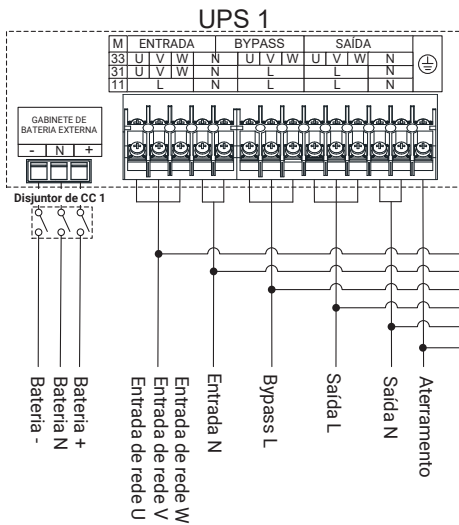 UPS 1
M ENTRADA BYPASS SAÍDA
33 U V W N U V W U V W N
31 U V W N L L N
11 L N L L N
GABINETE DE
BATERIA EXTERNA
- N +
Disjuntor de CC 1
Bateria -
Bateria N
Bateria +
Entrada de rede U
Entrada de rede V
Entrada de rede W
Entrada N
Bypass L
Saída L
Saída N
Aterramento